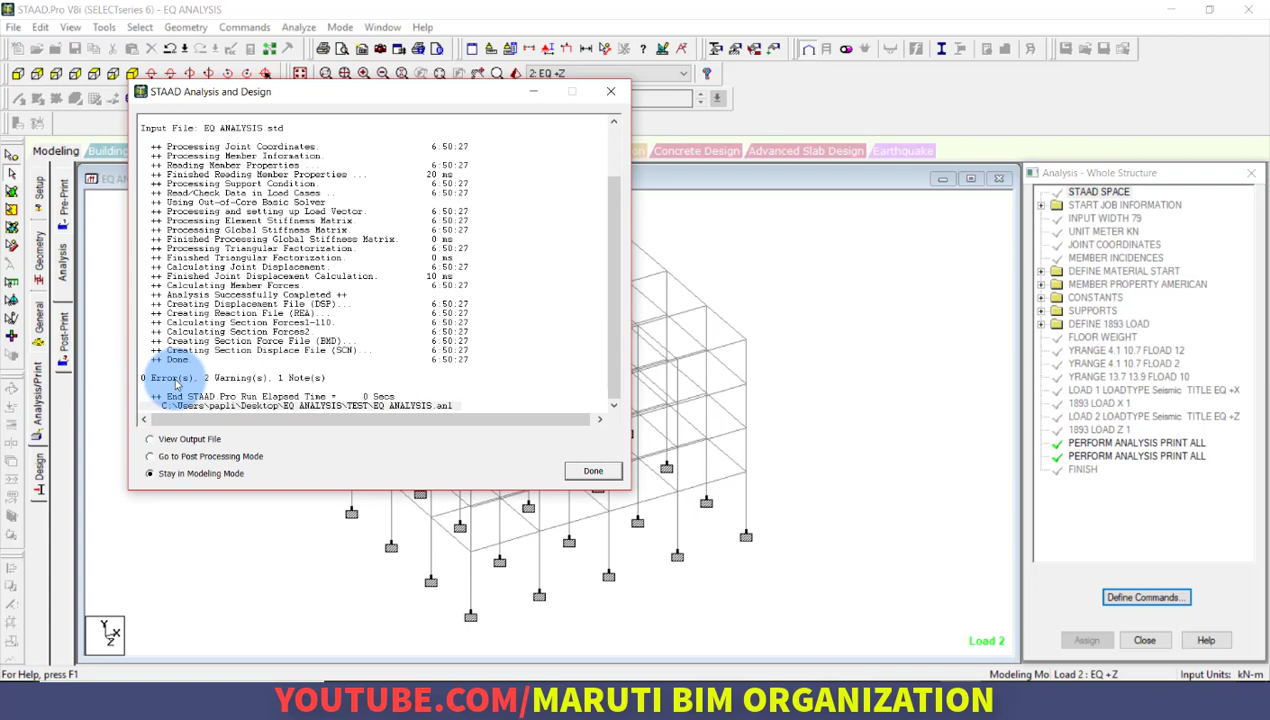 STAAD.Pro V8i (SELECTseries 6) - EQ ANALYSIS
File Edit View Tools Select Geometry Commands Analyze Mode Window Help
2: EQ +Z
STAAD Analysis and Design
Input File: EQ ANALYSIS.std
++ Processing Joint Coordinates. 6:50:27
++ Processing Member Information.
++ Reading Member Properties ... 6:50:27
++ Finished Reading Member Properties ... 20 ms
++ Processing Support Condition. 6:50:27
++ Read/Check Data in Load Cases .. 6:50:27
++ Using Out-of-Core Basic Solver
++ Processing and setting up Load Vector. 6:50:27
++ Processing Element Stiffness Matrix 6:50:27
++ Processing Global Stiffness Matrix. 6:50:27
++ Finished Processing Global Stiffness Matrix. 0 ms
++ Processing Triangular Factorization. 6:50:27
++ Finished Triangular Factorization. 0 ms
++ Calculating Joint Displacement. 6:50:27
++ Finished Joint Displacement Calculation. 10 ms
++ Calculating Member Forces. 6:50:27
++ Analysis Successfully Completed ++
++ Creating Displacement File (DSP)... 6:50:27
++ Creating Reaction File (REA)... 6:50:27
++ Calculating Section Forces1-110. 6:50:27
++ Calculating Section Forces2. 6:50:27
++ Creating Section Force File (BMD)... 6:50:27
++ Creating Section Displace File (SCN)... 6:50:27
++ Done. 6:50:27
0 Error(s), 2 Warning(s), 1 Note(s)
++ End STAAD.Pro Run Elapsed Time = 0 Secs
C:\Users\papli\Desktop\EQ ANALYSIS\TEST\EQ ANALYSIS.anl
View Output File
Go to Post Processing Mode
Stay in Modeling Mode
Done
Modeling
Concrete Design
Advanced Slab Design
Earthquake
Setup
Geometry
General
Analysis/Print
Design
Pre-Print
Analysis
Post-Print
Analysis - Whole Structure
STAAD SPACE
START JOB INFORMATION
INPUT WIDTH 79
UNIT METER KN
JOINT COORDINATES
MEMBER INCIDENCES
DEFINE MATERIAL START
MEMBER PROPERTY AMERICAN
CONSTANTS
SUPPORTS
DEFINE 1893 LOAD
FLOOR WEIGHT
YRANGE 4.1 10.7 FLOAD 12
YRANGE 4.1 10.7 FLOAD 2
YRANGE 13.7 13.9 FLOAD 10
LOAD 1 LOADTYPE Seismic TITLE EQ +X
1893 LOAD X 1
LOAD 2 LOADTYPE Seismic TITLE EQ +Z
1893 LOAD Z 1
PERFORM ANALYSIS PRINT ALL
PERFORM ANALYSIS PRINT ALL
FINISH
Define Commands...
Assign Close Help
Y
X
Z
Load 2
For Help, press F1
Modeling Mo Load 2 : EQ +Z Input Units: kN-m
YOUTUBE.COM/MARUTI BIM ORGANIZATION